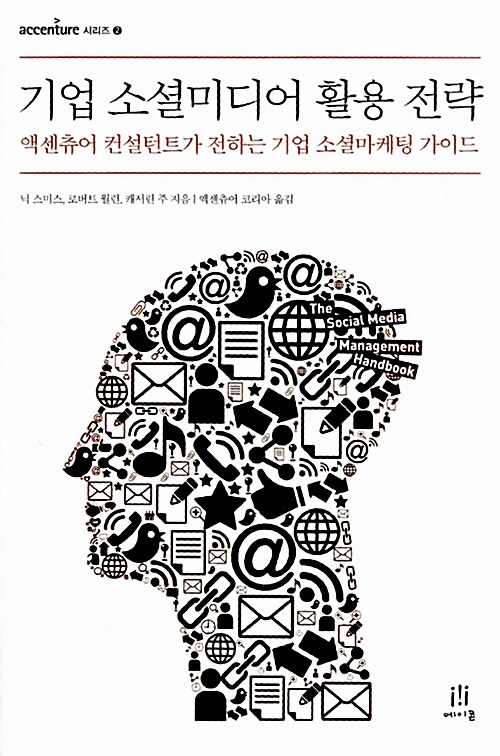 accenture 시리즈 2
기업 소셜미디어 활용 전략
액센츄어 컨설턴트가 전하는 기업 소셜마케팅 가이드
닉 스미스, 로버트 월런, 캐서린 주 지음 | 액센츄어 코리아 옮김
The
Social Media
Management
Handbook
에이콘